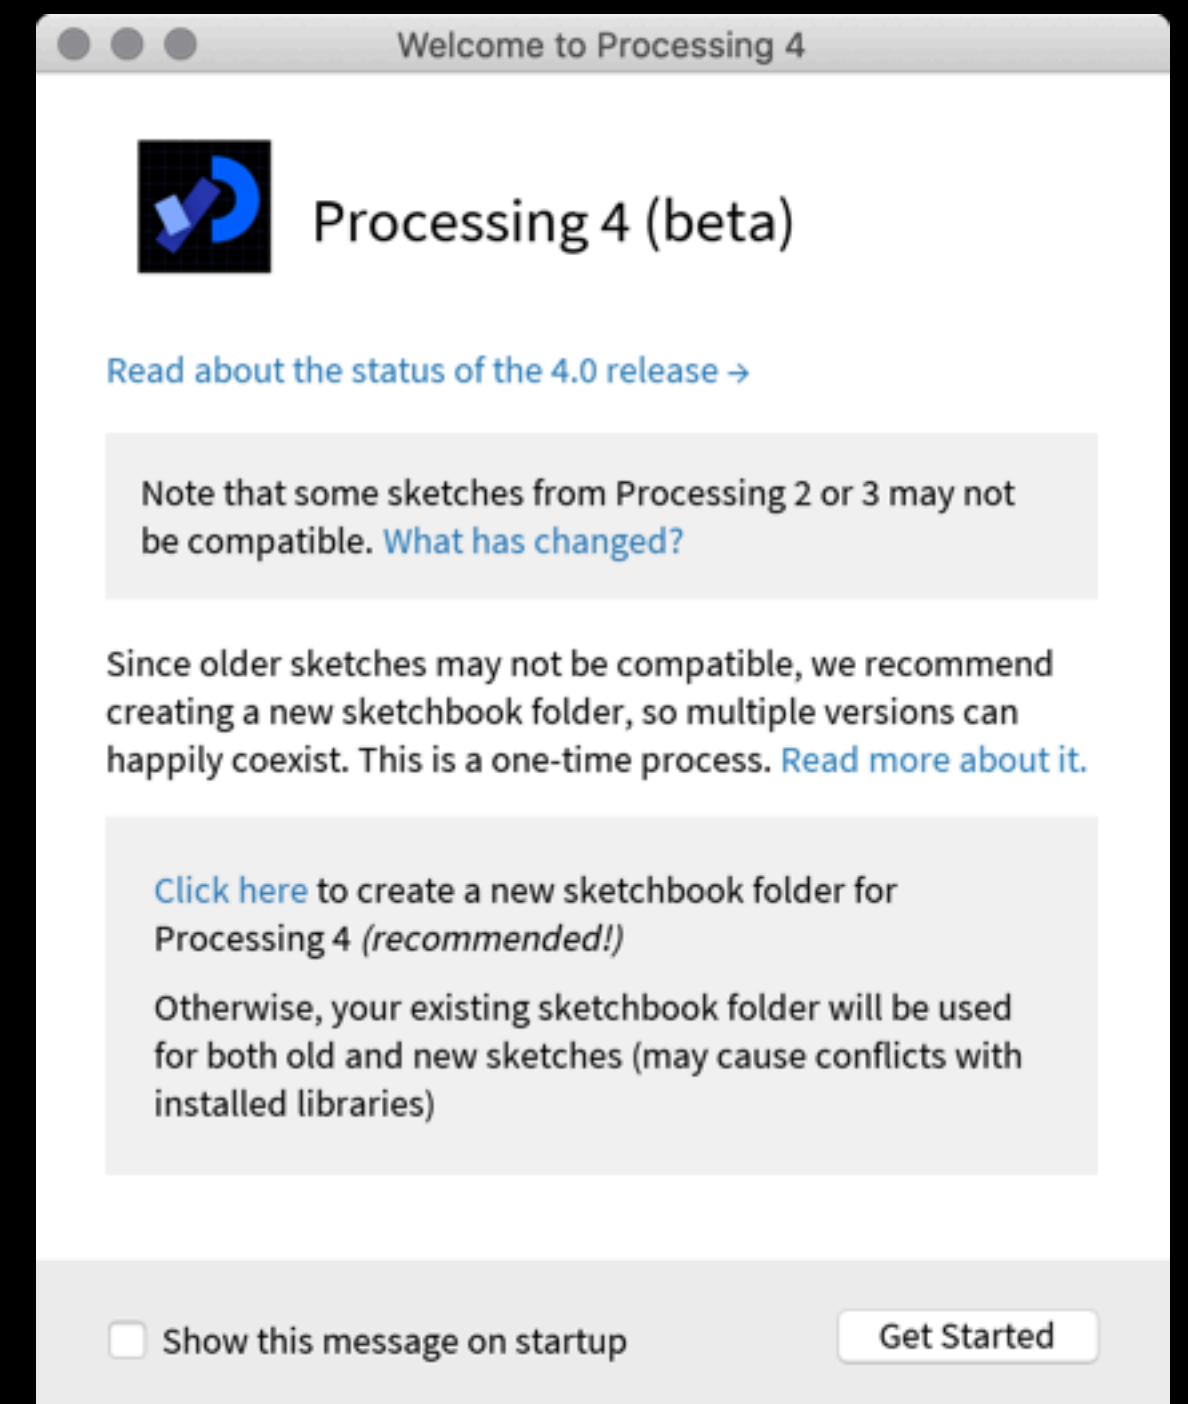 Welcome to Processing 4
Processing 4 (beta)
Read about the status of the 4.0 release →
Note that some sketches from Processing 2 or 3 may not
be compatible. What has changed?
Since older sketches may not be compatible, we recommend
creating a new sketchbook folder, so multiple versions can
happily coexist. This is a one-time process. Read more about it.
Click here to create a new sketchbook folder for
Processing 4 (recommended!)
Otherwise, your existing sketchbook folder will be used
for both old and new sketches (may cause conflicts with
installed libraries)
Show this message on startup
Get Started